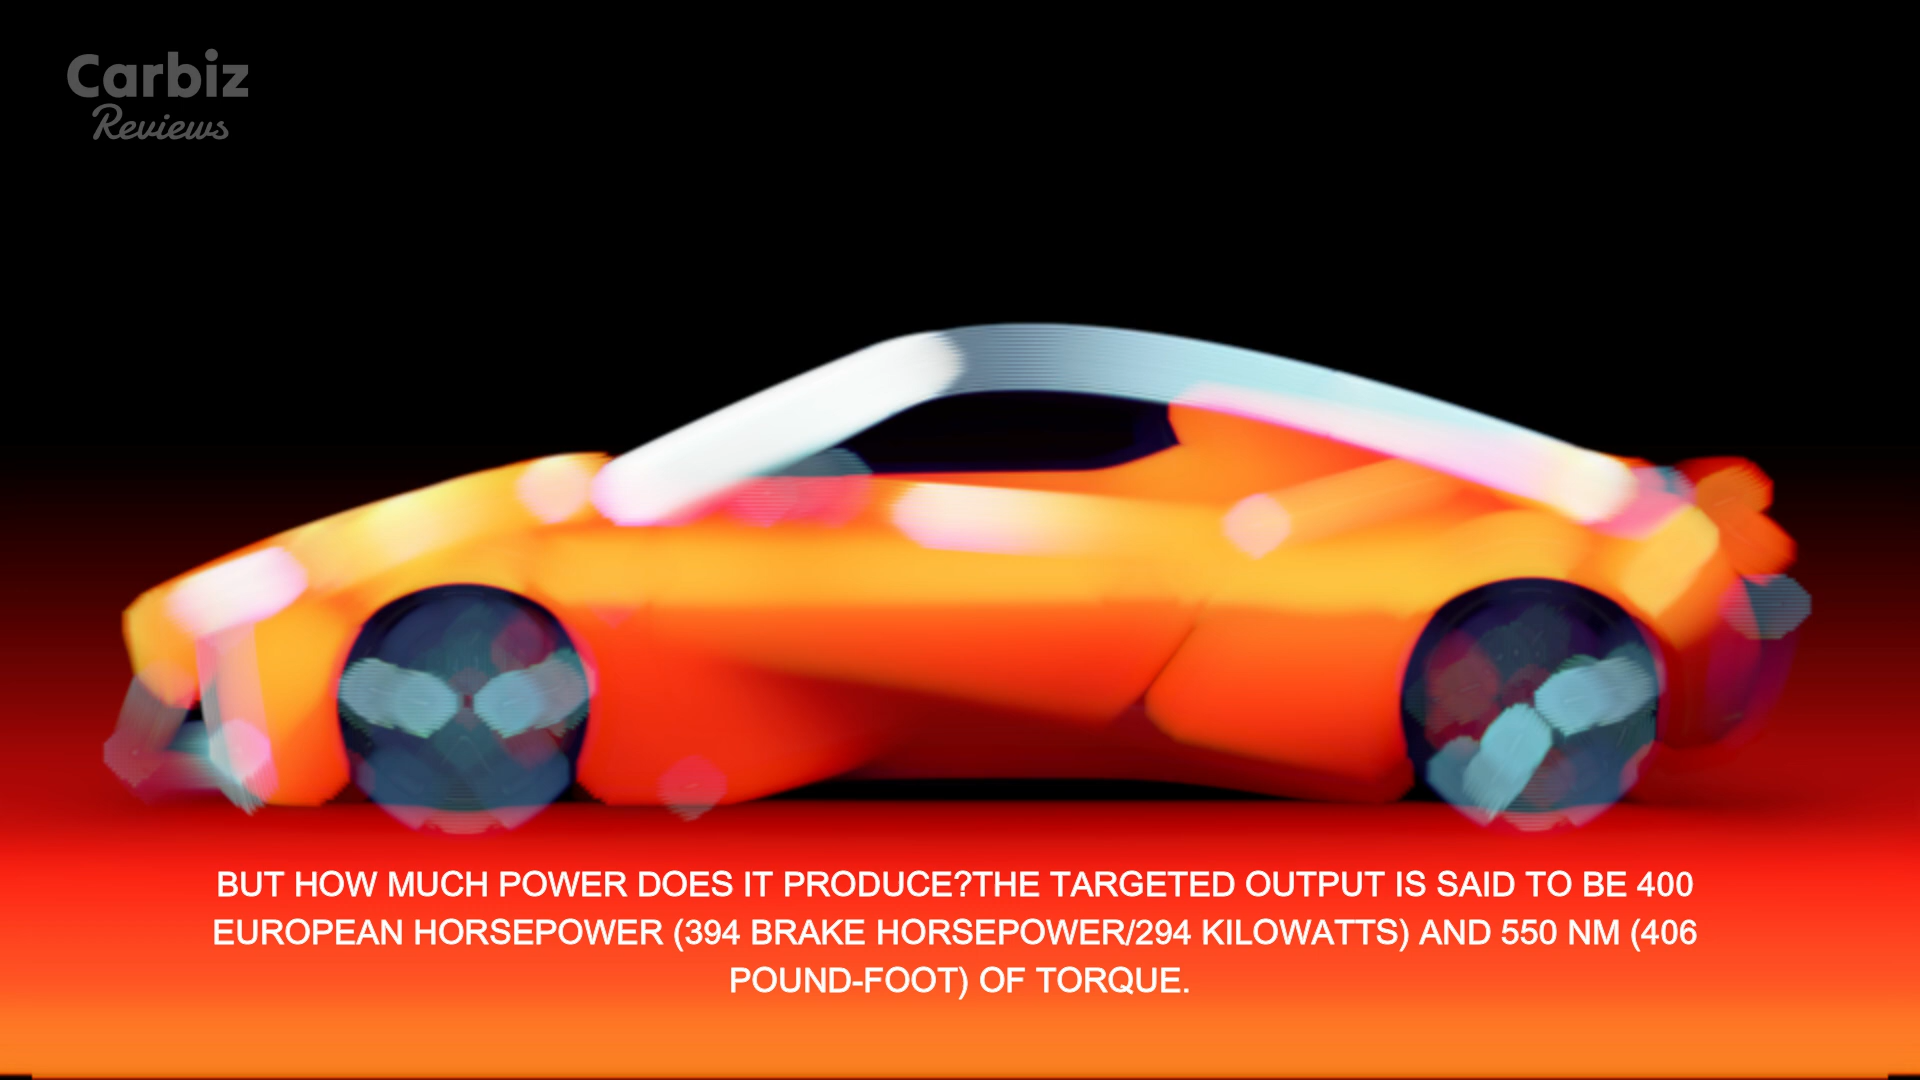 Carbiz
Reviews
BUT HOW MUCH POWER DOES IT PRODUCE?THE TARGETED OUTPUT IS SAID TO BE 400
EUROPEAN HORSEPOWER (394 BRAKE HORSEPOWER/294 KILOWATTS) AND 550 NM (406
POUND-FOOT) OF TORQUE.